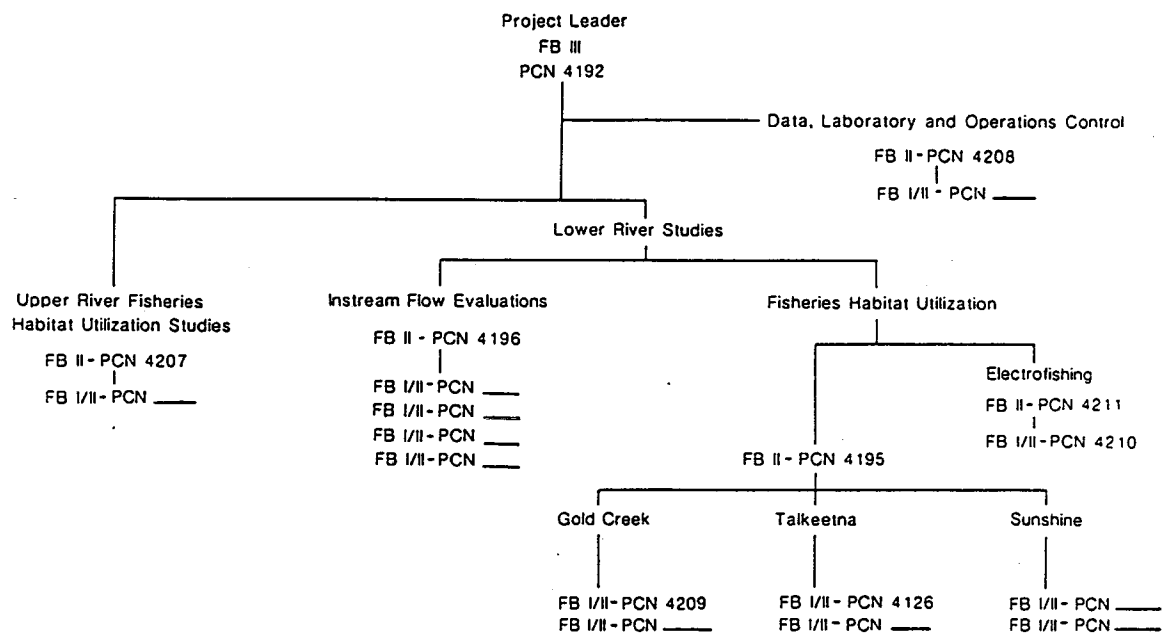 Project Leader
FB III
PCN 4192
Data, Laboratory and Operations Control
FB II - PCN 4208
FB I/II - PCN ____
Lower River Studies
Upper River Fisheries
Habitat Utilization Studies
FB II - PCN 4207
FB I/II - PCN ____
Instream Flow Evaluations
FB II - PCN 4196
FB I/II - PCN ____
FB I/II - PCN ____
FB I/II - PCN ____
FB I/II - PCN ____
Fisheries Habitat Utilization
Electrofishing
FB II - PCN 4211
FB I/II - PCN 4210
FB II - PCN 4195
Gold Creek
FB I/II - PCN 4209
FB I/II - PCN ____
Talkeetna
FB I/II - PCN 4126
FB I/II - PCN ____
Sunshine
FB I/II - PCN ____
FB I/II - PCN ____